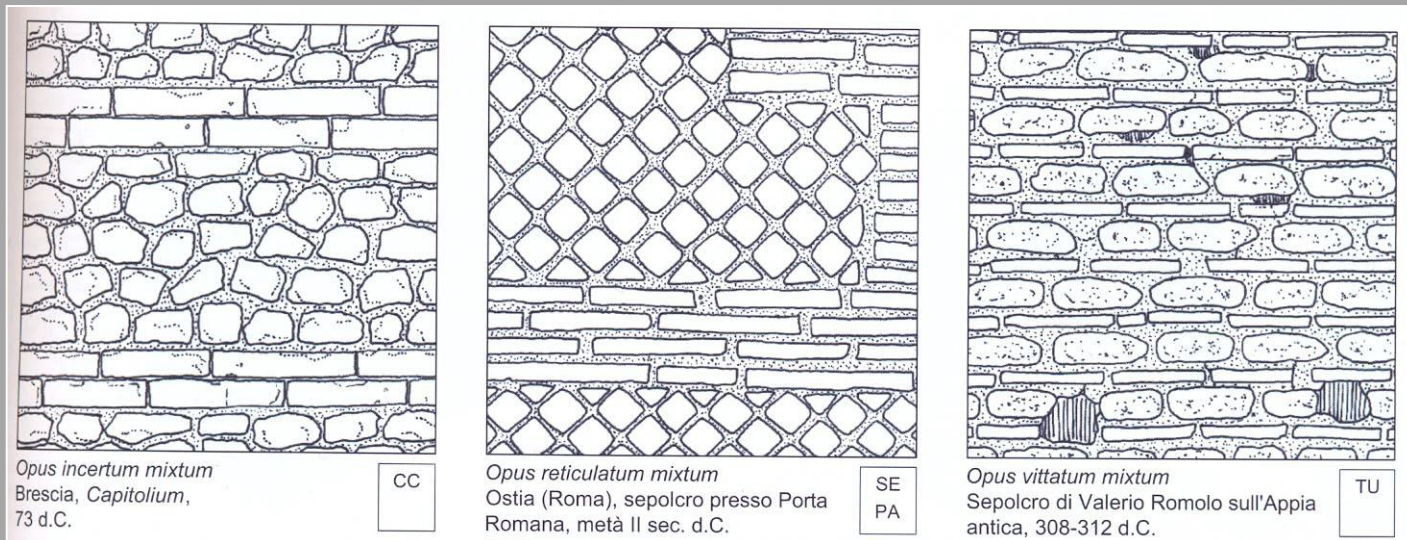 Opus incertum mixtum
Brescia, Capitolium,
73 d.C.
CC
Opus reticulatum mixtum
Ostia (Roma), sepolcro presso Porta
Romana, metà II sec. d.C.
SE
PA
Opus vittatum mixtum
Sepolcro di Valerio Romolo sull'Appia
antica, 308-312 d.C.
TU